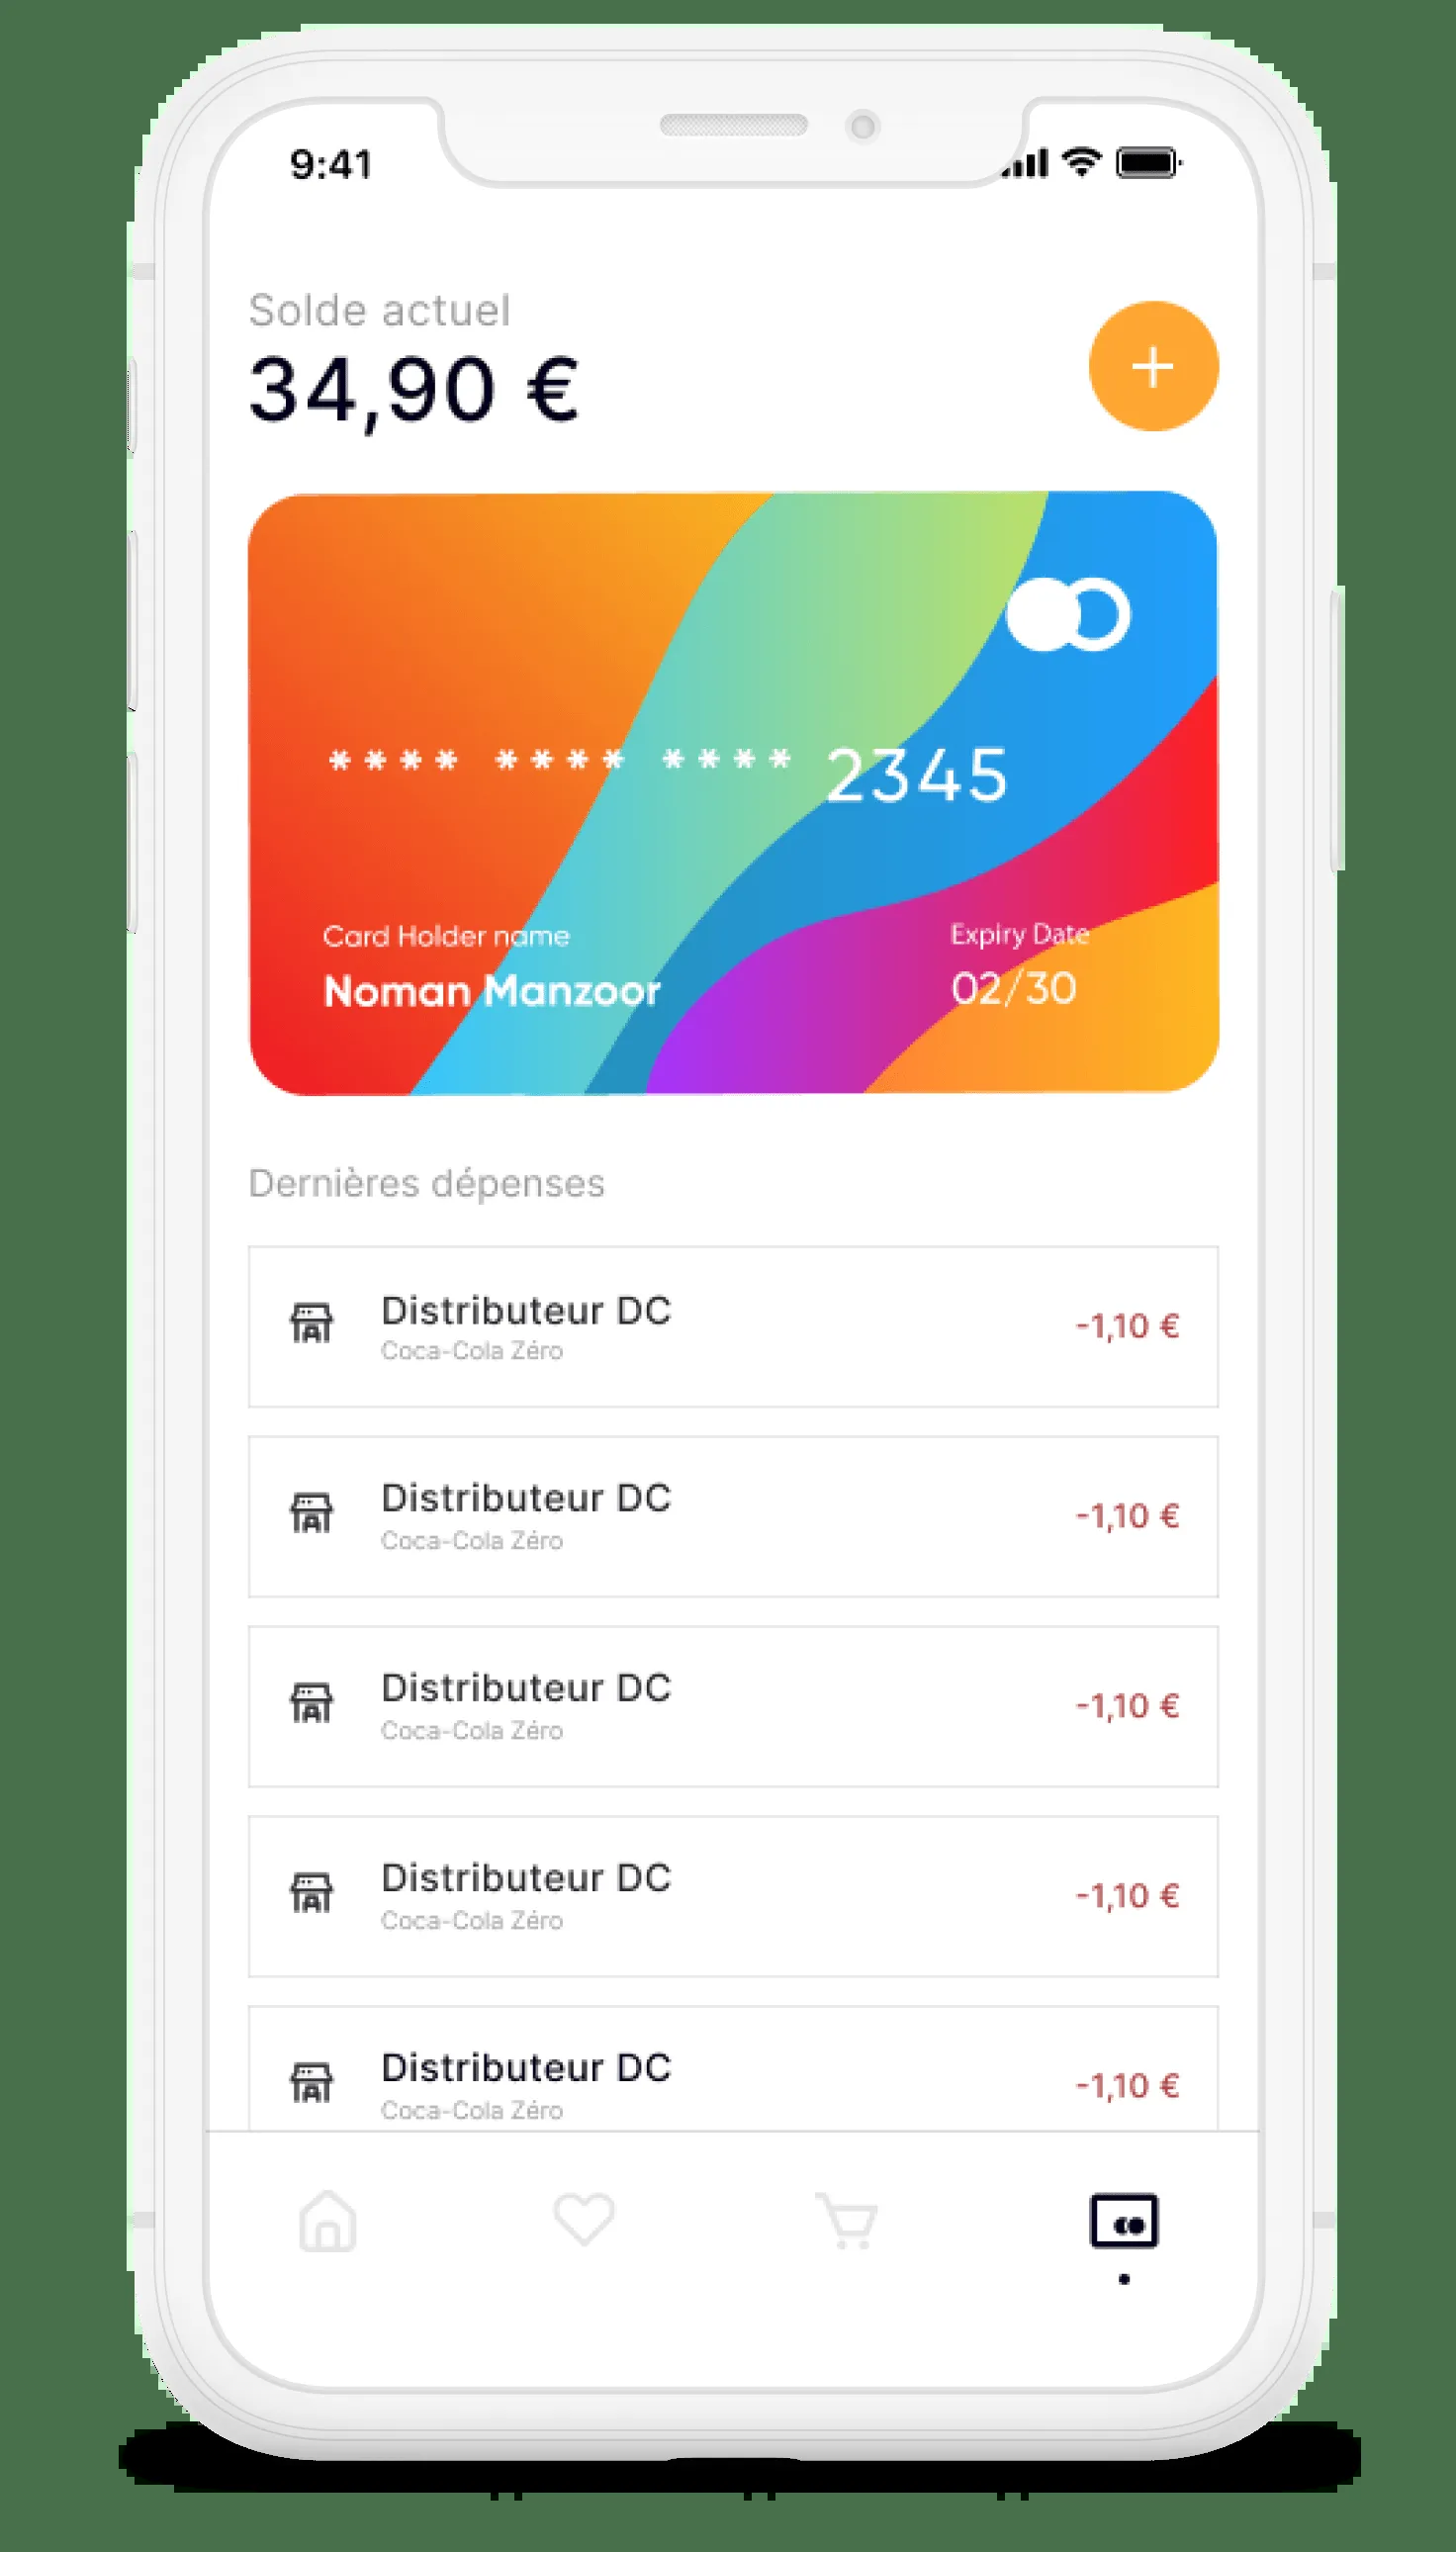 9:41
Solde actuel
34,90 €
+
**** **** **** 2345
Card Holder name
Expiry Date
Noman Manzoor
02/30
Dernières dépenses
Distributeur DC
-1,10 €
Coca-Cola Zéro
Distributeur DC
-1,10 €
Coca-Cola Zéro
Distributeur DC
-1,10 €
Coca-Cola Zéro
Distributeur DC
-1,10 €
Coca-Cola Zéro
Distributeur DC
-1,10 €
Coca-Cola Zéro